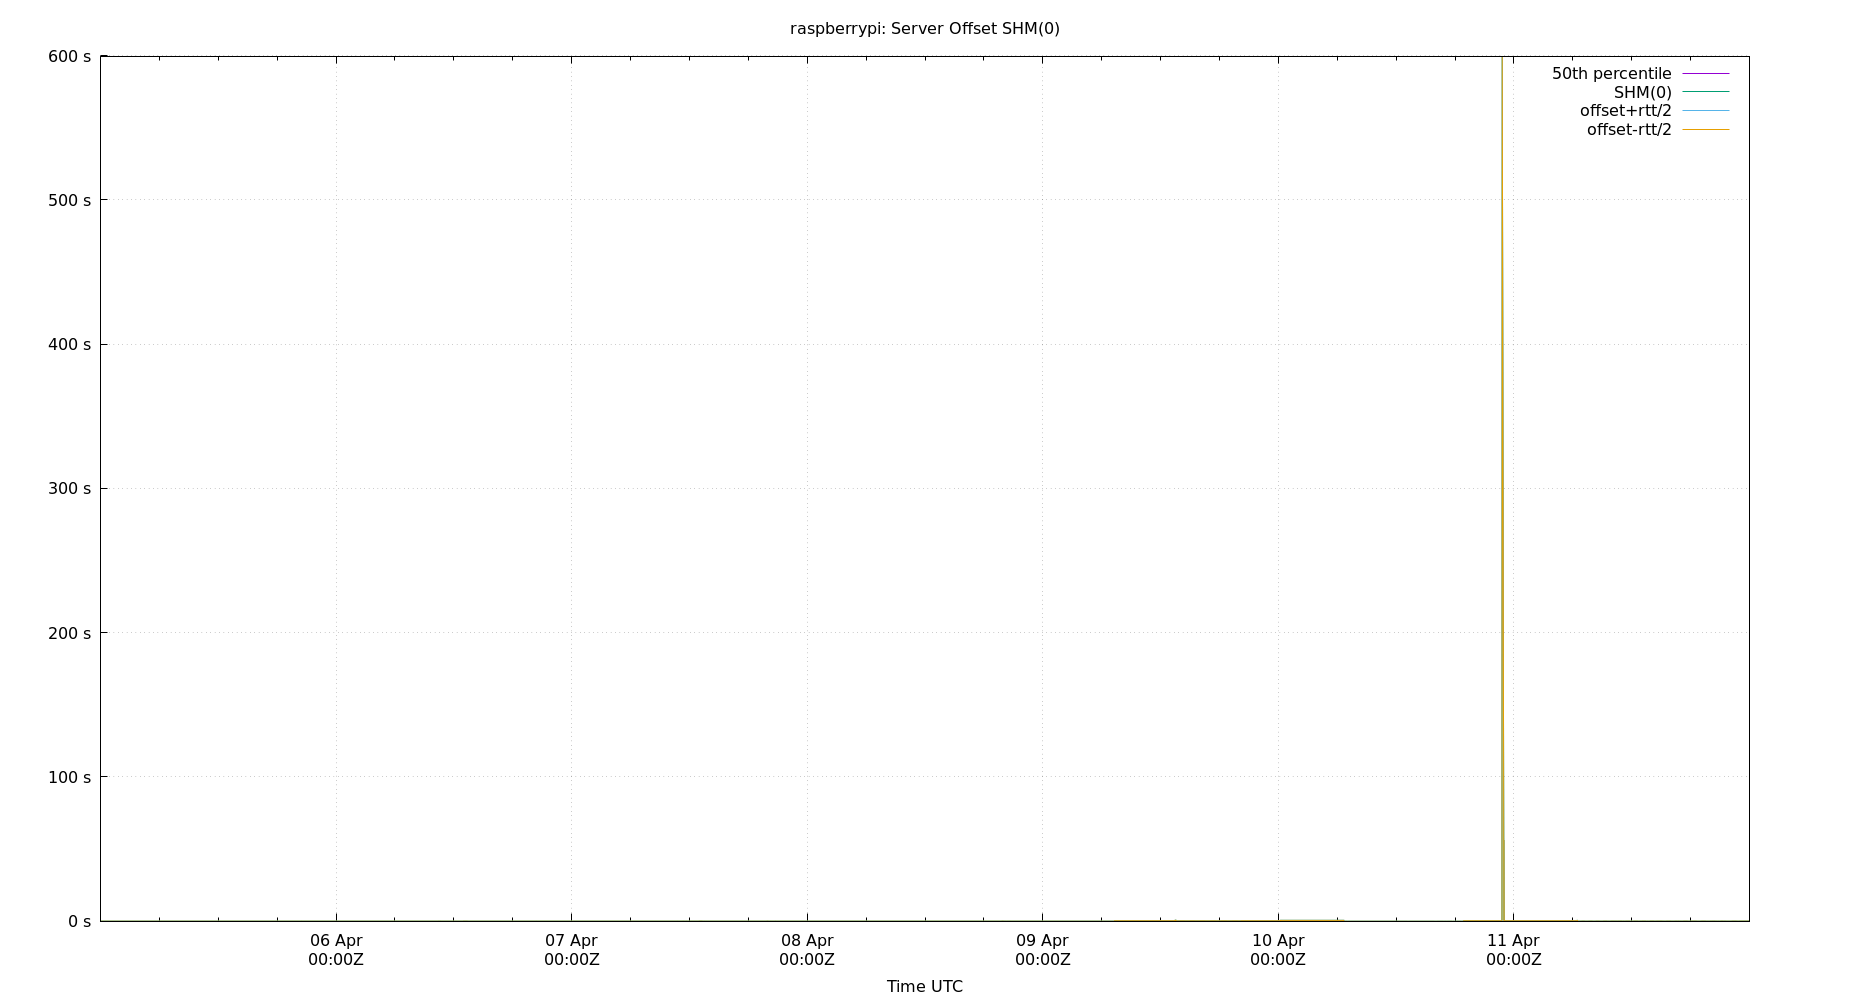 raspberrypi: Server Offset SHM(0)
600 s
500 s
400 s
300 s
200 s
100 s
0 s
50th percentile
SHM(0)
offset+rtt/2
offset-rtt/2
06 Apr
00:00Z
07 Apr
00:00Z
08 Apr
00:00Z
09 Apr
00:00Z
10 Apr
00:00Z
11 Apr
00:00Z
Time UTC